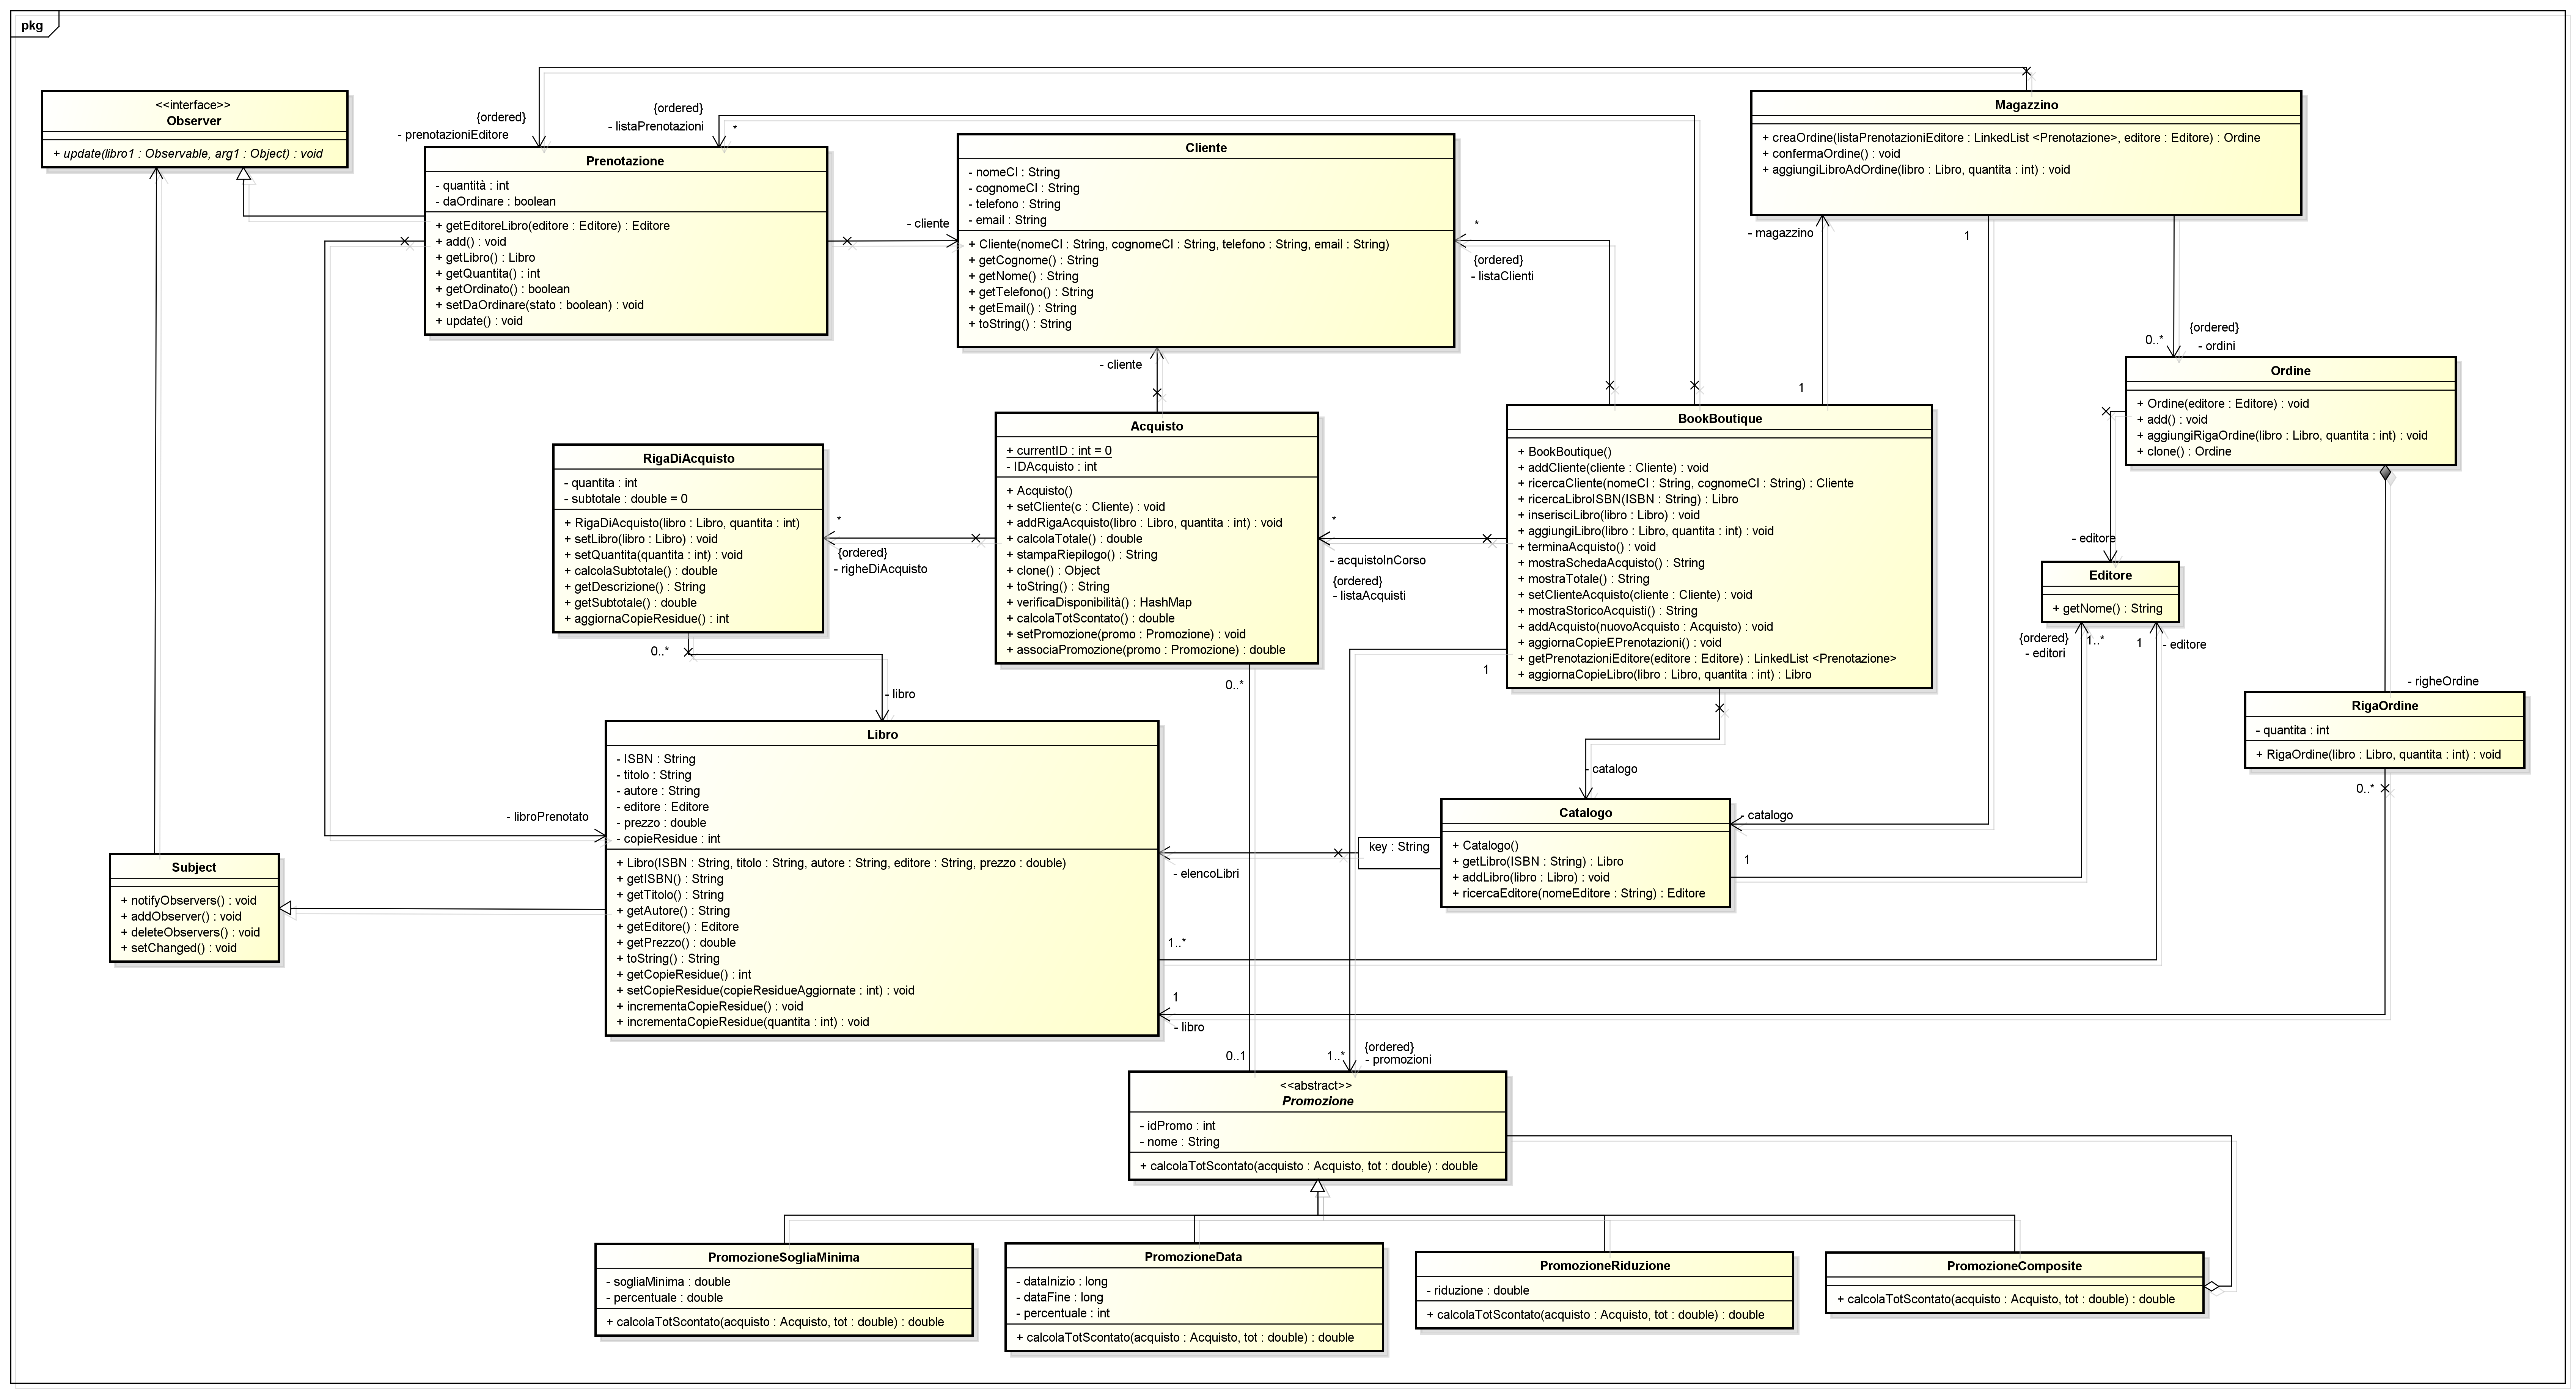 pkg
<<interface>>
Observer
+ update(libro1 : Observable, arg1 : Object) : void
{ordered}
- prenotazioniEditore
{ordered}
- listaPrenotazioni
*
Prenotazione
- quantità : int
- daOrdinare : boolean
+ getEditoreLibro(editore : Editore) : Editore
+ add() : void
+ getLibro() : Libro
+ getQuantita() : int
+ getOrdinato() : boolean
+ setDaOrdinare(stato : boolean) : void
+ update() : void
- cliente
Cliente
- nomeCl : String
- cognomeCl : String
- telefono : String
- email : String
+ Cliente(nomeCl : String, cognomeCl : String, telefono : String, email : String)
+ getCognome() : String
+ getNome() : String
+ getTelefono() : String
+ getEmail() : String
+ toString() : String
*
{ordered}
- listaClienti
Magazzino
+ creaOrdine(listaPrenotazioniEditore : LinkedList <Prenotazione>, editore : Editore) : Ordine
+ confermaOrdine() : void
+ aggiungiLibroAdOrdine(libro : Libro, quantita : int) : void
- magazzino
1
1
0..*
{ordered}
- ordini
Ordine
+ Ordine(editore : Editore) : void
+ add() : void
+ aggiungiRigaOrdine(libro : Libro, quantita : int) : void
+ clone() : Ordine
- cliente
RigaDiAcquisto
- quantita : int
- subtotale : double = 0
+ RigaDiAcquisto(libro : Libro, quantita : int)
+ setLibro(libro : Libro) : void
+ setQuantita(quantita : int) : void
+ calcolaSubtotale() : double
+ getDescrizione() : String
+ getSubtotale() : double
+ aggiornaCopieResidue() : int
*
{ordered}
- righeDiAcquisto
Acquisto
+ currentID : int = 0
- IDAcquisto : int
+ Acquisto()
+ setCliente(c : Cliente) : void
+ addRigaAcquisto(libro : Libro, quantita : int) : void
+ calcolaTotale() : double
+ stampaRiepilogo() : String
+ clone() : Object
+ toString() : String
+ verificaDisponibilità() : HashMap
+ calcolaTotScontato() : double
+ setPromozione(promo : Promozione) : void
+ associaPromozione(promo : Promozione) : double
*
- acquistoInCorso
{ordered}
- listaAcquisti
BookBoutique
+ BookBoutique()
+ addCliente(cliente : Cliente) : void
+ ricercaCliente(nomeCl : String, cognomeCl : String) : Cliente
+ ricercaLibroISBN(ISBN : String) : Libro
+ inserisciLibro(libro : Libro) : void
+ aggiungiLibro(libro : Libro, quantita : int) : void
+ terminaAcquisto() : void
+ mostraSchedaAcquisto() : String
+ mostraTotale() : String
+ setClienteAcquisto(cliente : Cliente) : void
+ mostraStoricoAcquisti() : String
+ addAcquisto(nuovoAcquisto : Acquisto) : void
+ aggiornaCopieEPrenotazioni() : void
+ getPrenotazioniEditore(editore : Editore) : LinkedList <Prenotazione>
+ aggiornaCopieLibro(libro : Libro, quantita : int) : Libro
- editore
Editore
+ getNome() : String
{ordered}
- editori
1..*
1
- editore
0..*
- libro
0..*
1
- righeOrdine
RigaOrdine
- quantita : int
+ RigaOrdine(libro : Libro, quantita : int) : void
0..*
Libro
- ISBN : String
- titolo : String
- autore : String
- editore : Editore
- prezzo : double
- copieResidue : int
+ Libro(ISBN : String, titolo : String, autore : String, editore : String, prezzo : double)
+ getISBN() : String
+ getTitolo() : String
+ getAutore() : String
+ getEditore() : Editore
+ getPrezzo() : double
+ toString() : String
+ getCopieResidue() : int
+ setCopieResidue(copieResidueAggiornate : int) : void
+ incrementaCopieResidue() : void
+ incrementaCopieResidue(quantita : int) : void
- libroPrenotato
Subject
+ notifyObservers() : void
+ addObserver() : void
+ deleteObservers() : void
+ setChanged() : void
- catalogo
Catalogo
+ Catalogo()
+ getLibro(ISBN : String) : Libro
+ addLibro(libro : Libro) : void
+ ricercaEditore(nomeEditore : String) : Editore
key : String
- elencoLibri
- catalogo
1
1..*
1
- libro
0..1
1..*
{ordered}
- promozioni
<<abstract>>
Promozione
- idPromo : int
- nome : String
+ calcolaTotScontato(acquisto : Acquisto, tot : double) : double
PromozioneSogliaMinima
- sogliaMinima : double
- percentuale : double
+ calcolaTotScontato(acquisto : Acquisto, tot : double) : double
PromozioneData
- dataInizio : long
- dataFine : long
- percentuale : int
+ calcolaTotScontato(acquisto : Acquisto, tot : double) : double
PromozioneRiduzione
- riduzione : double
+ calcolaTotScontato(acquisto : Acquisto, tot : double) : double
PromozioneComposite
+ calcolaTotScontato(acquisto : Acquisto, tot : double) : double